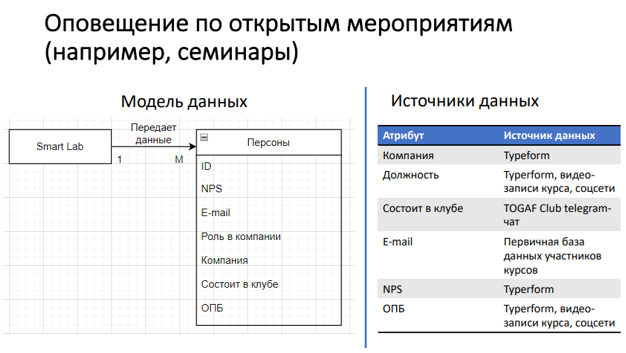 Оповещение по открытым мероприятиям
(например, семинары)
Модель данных
Smart Lab
Передает
данные
1
М
Персоны
ID
NPS
E-mail
Роль в компании
Компания
Состоит в клубе
ОПБ
Источники данных
Атрибут Источник данных
Компания Typeform
Должность Typerform, видео-
записи курса, соцсети
Состоит в клубе TOGAF Club telegram-
чат
E-mail Первичная база
данных участников
курсов
NPS Typerform
ОПБ Typerform, видео-
записи курса, соцсети